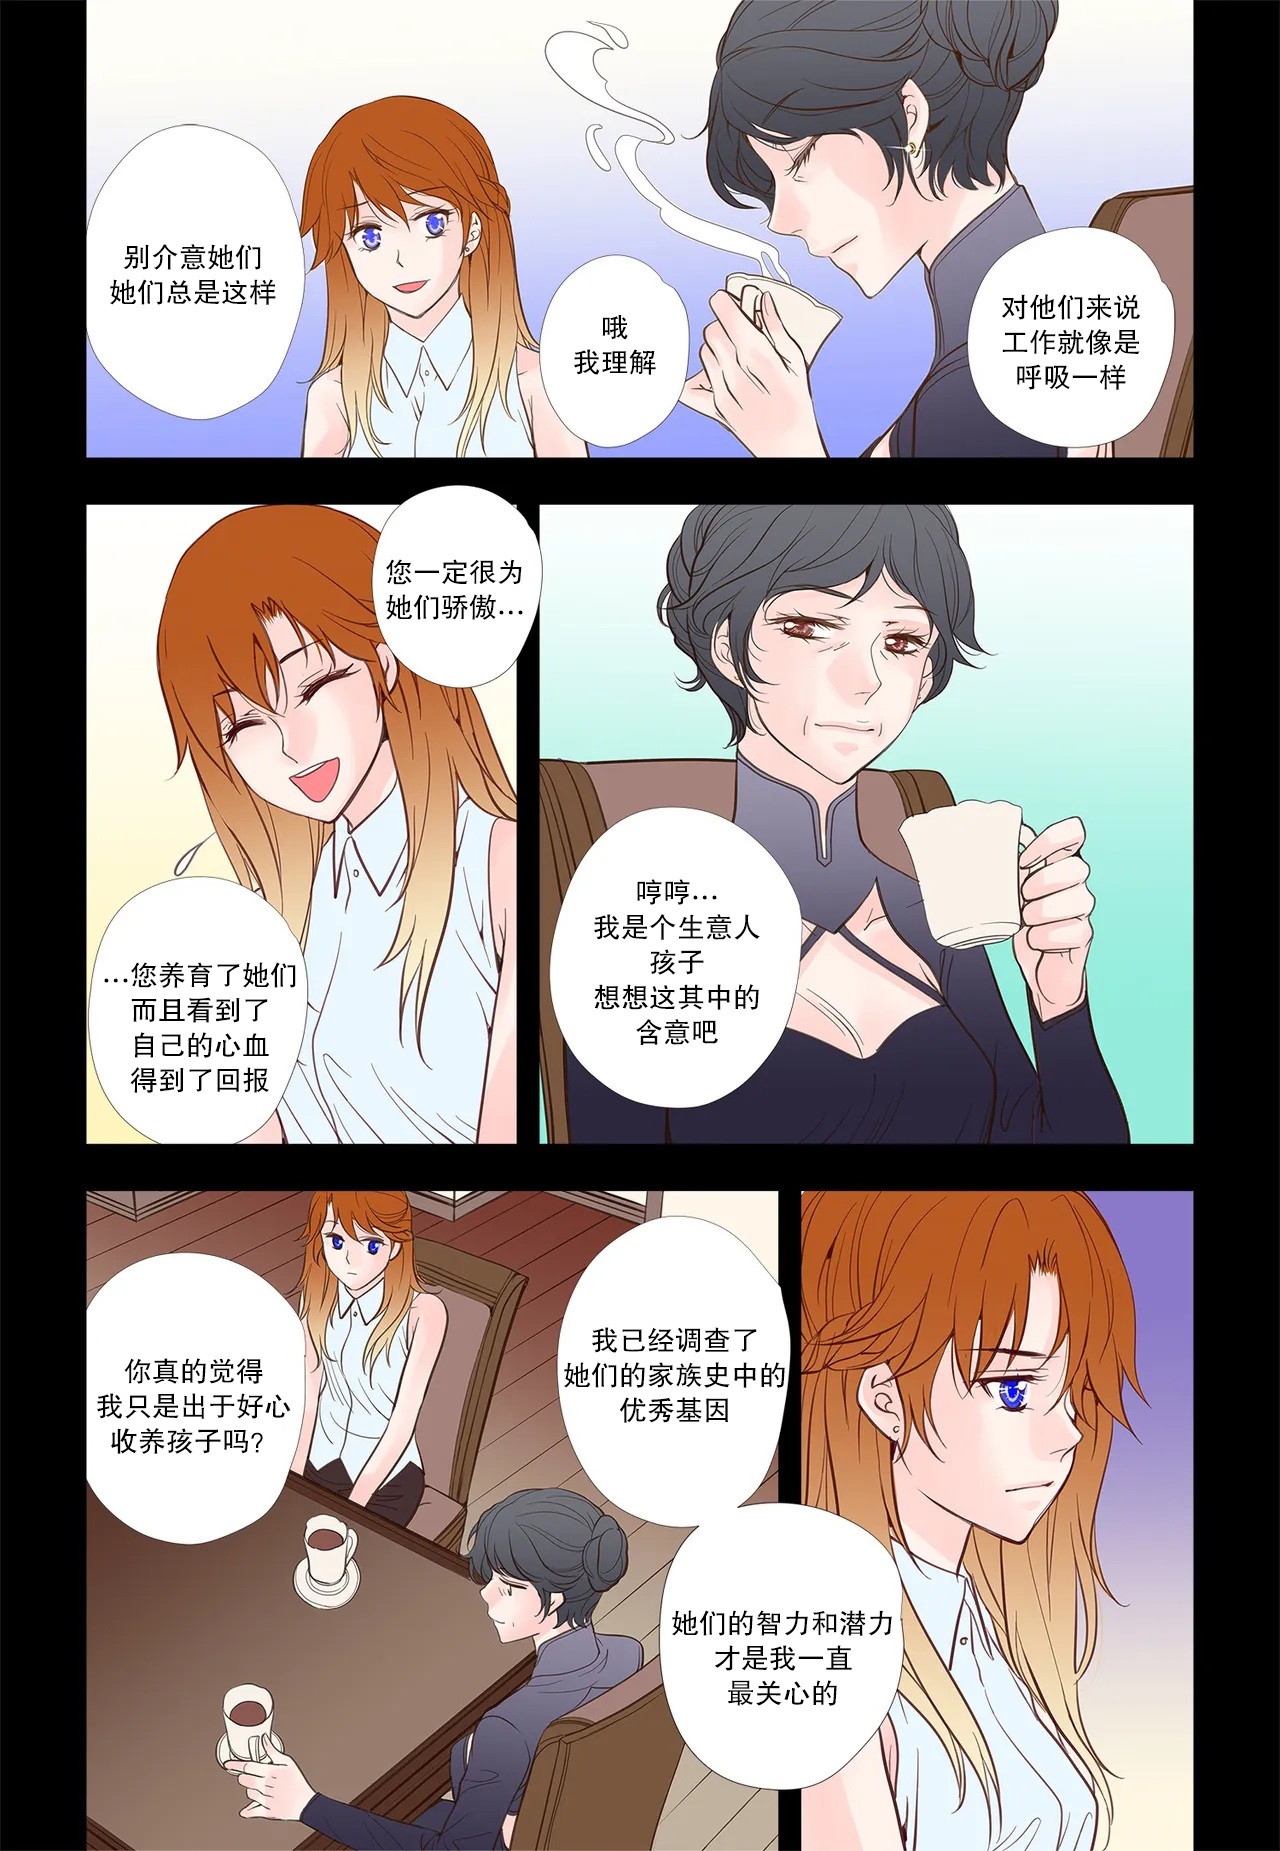 别介意她们
她们总是这样
哦
我理解
对他们来说
工作就像是
呼吸一样
您一定很为
她们骄傲…
…您养育了她们
而且看到了
自己的心血
得到了回报
哼哼…
我是个生意人
孩子
想想这其中的
含意吧
你真的觉得
我只是出于好心
收养孩子吗?
我已经调查了
她们的家族史中的
优秀基因
她们的智力和潜力
才是我一直
最关心的